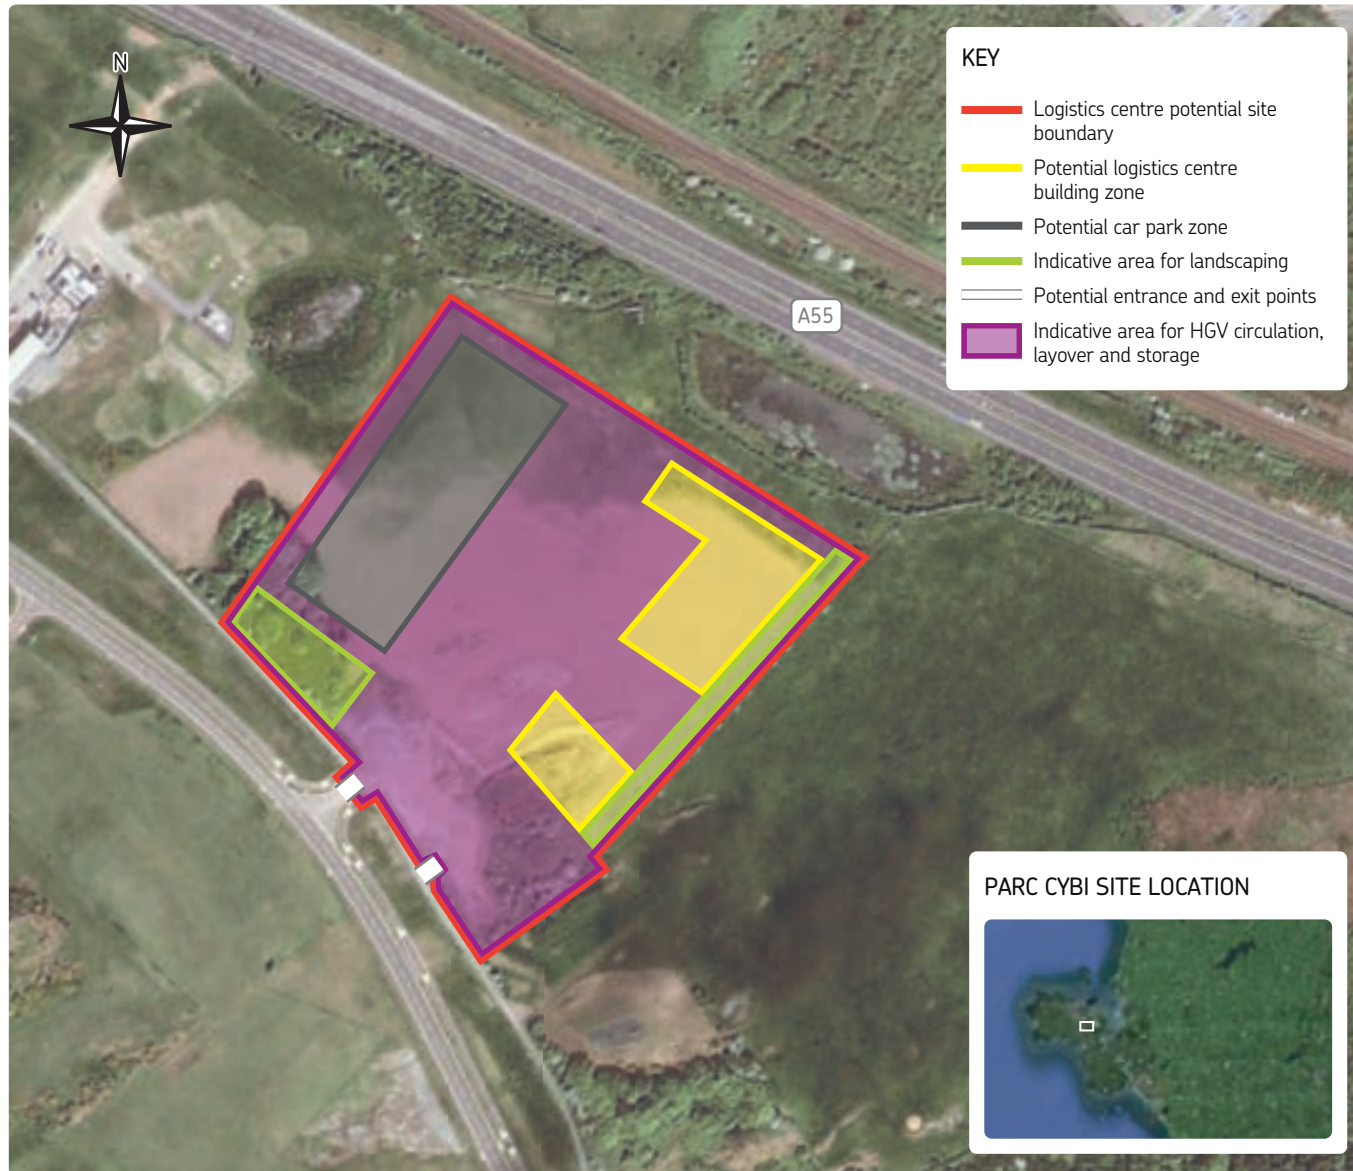 N
KEY
Logistics centre potential site
boundary
Potential logistics centre
building zone
Potential car park zone
Indicative area for landscaping
Potential entrance and exit points
Indicative area for HGV circulation,
layover and storage
A55
PARC CYBI SITE LOCATION